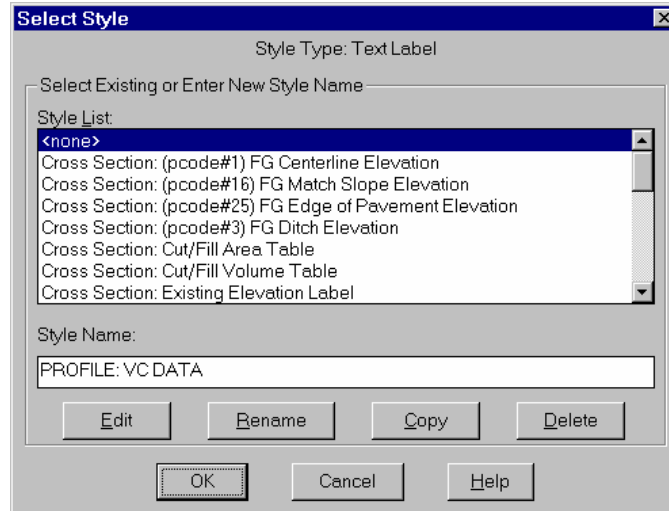 Select Style
Style Type: Text Label
Select Existing or Enter New Style Name
Style List:
<none>
Cross Section: (pcode#1) FG Centerline Elevation
Cross Section: (pcode#16) FG Match Slope Elevation
Cross Section: (pcode#25) FG Edge of Pavement Elevation
Cross Section: (pcode#3) FG Ditch Elevation
Cross Section: Cut/Fill Area Table
Cross Section: Cut/Fill Volume Table
Cross Section: Existing Elevation Label
Style Name:
PROFILE: VC DATA
Edit Rename Copy Delete
OK Cancel Help